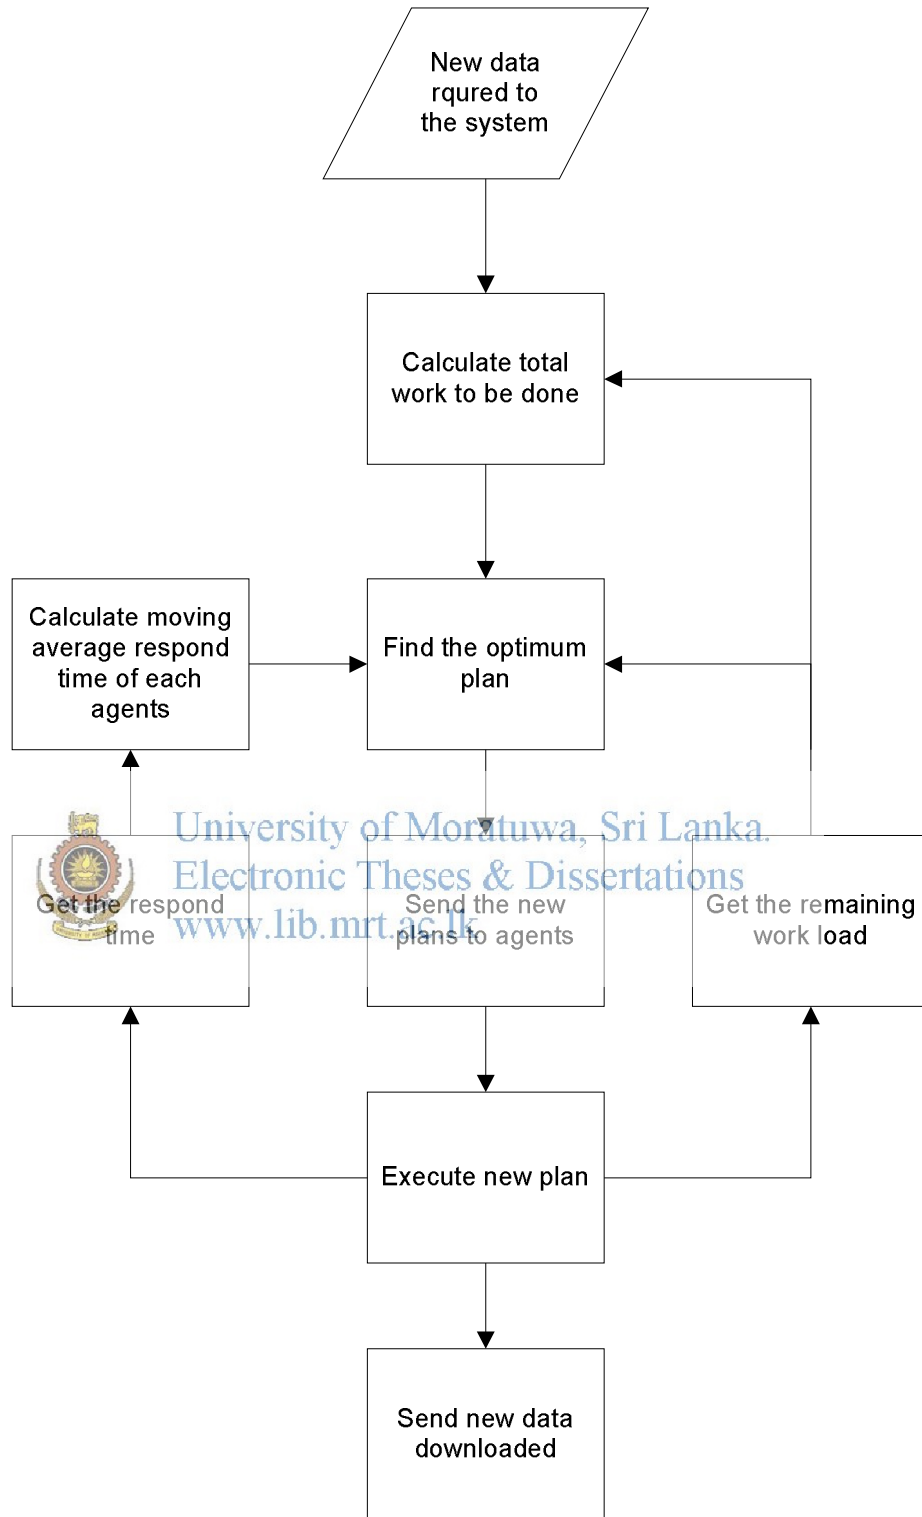 New data
rqured to
the system
Calculate total
work to be done
Calculate moving
average respond
time of each
agents
Find the optimum
plan
University of Moratuwa, Sri Lanka.
Electronic Theses & Dissertations
www.lib.mrt.ac.lk
Get the respond
time
Send the new
plans to agents
Get the remaining
work load
Execute new plan
Send new data
downloaded